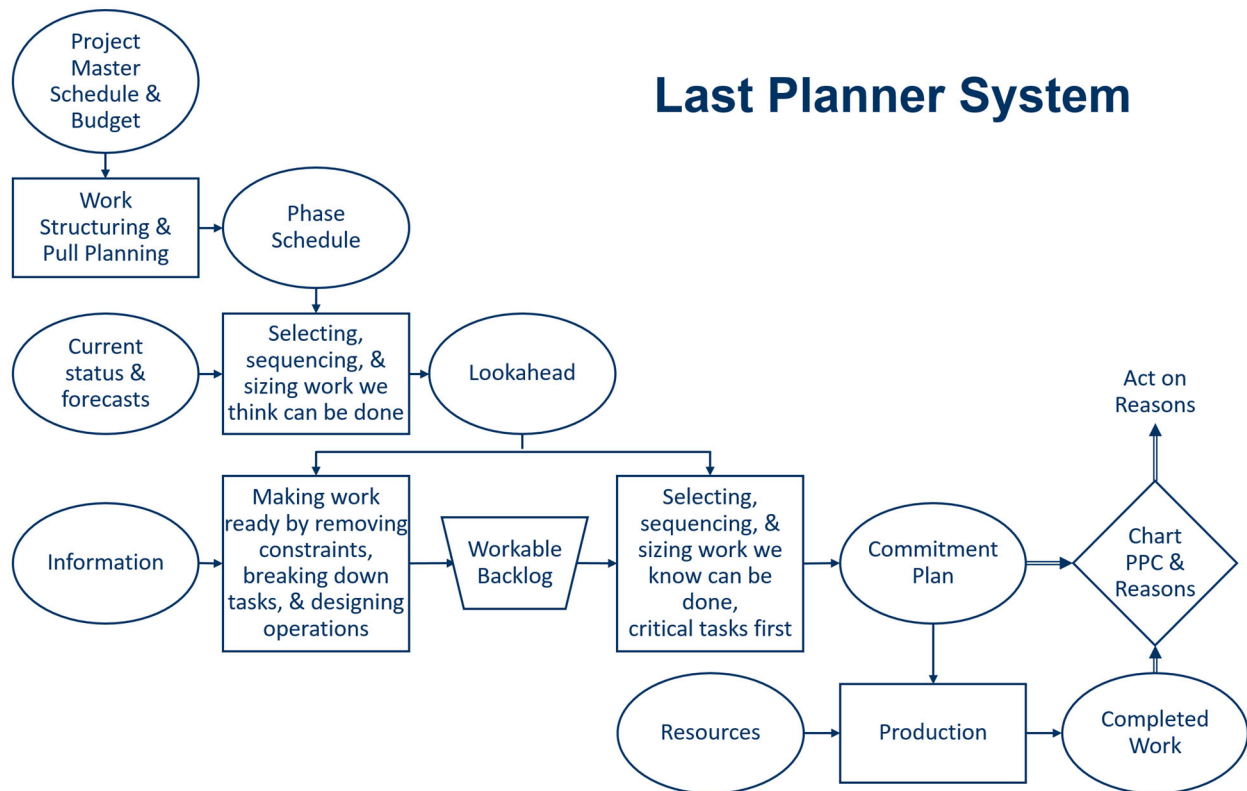 Project
Master
Schedule &
Budget
Last Planner System
Work
Structuring &
Pull Planning
Phase
Schedule
Current
status &
forecasts
Selecting,
sequencing, &
sizing work we
think can be done
Lookahead
Act on
Reasons
Information
Making work
ready by removing
constraints,
breaking down
tasks, & designing
operations
Workable
Backlog
Selecting,
sequencing, &
sizing work we
know can be
done,
critical tasks first
Commitment
Plan
Chart
PPC &
Reasons
Resources
Production
Completed
Work